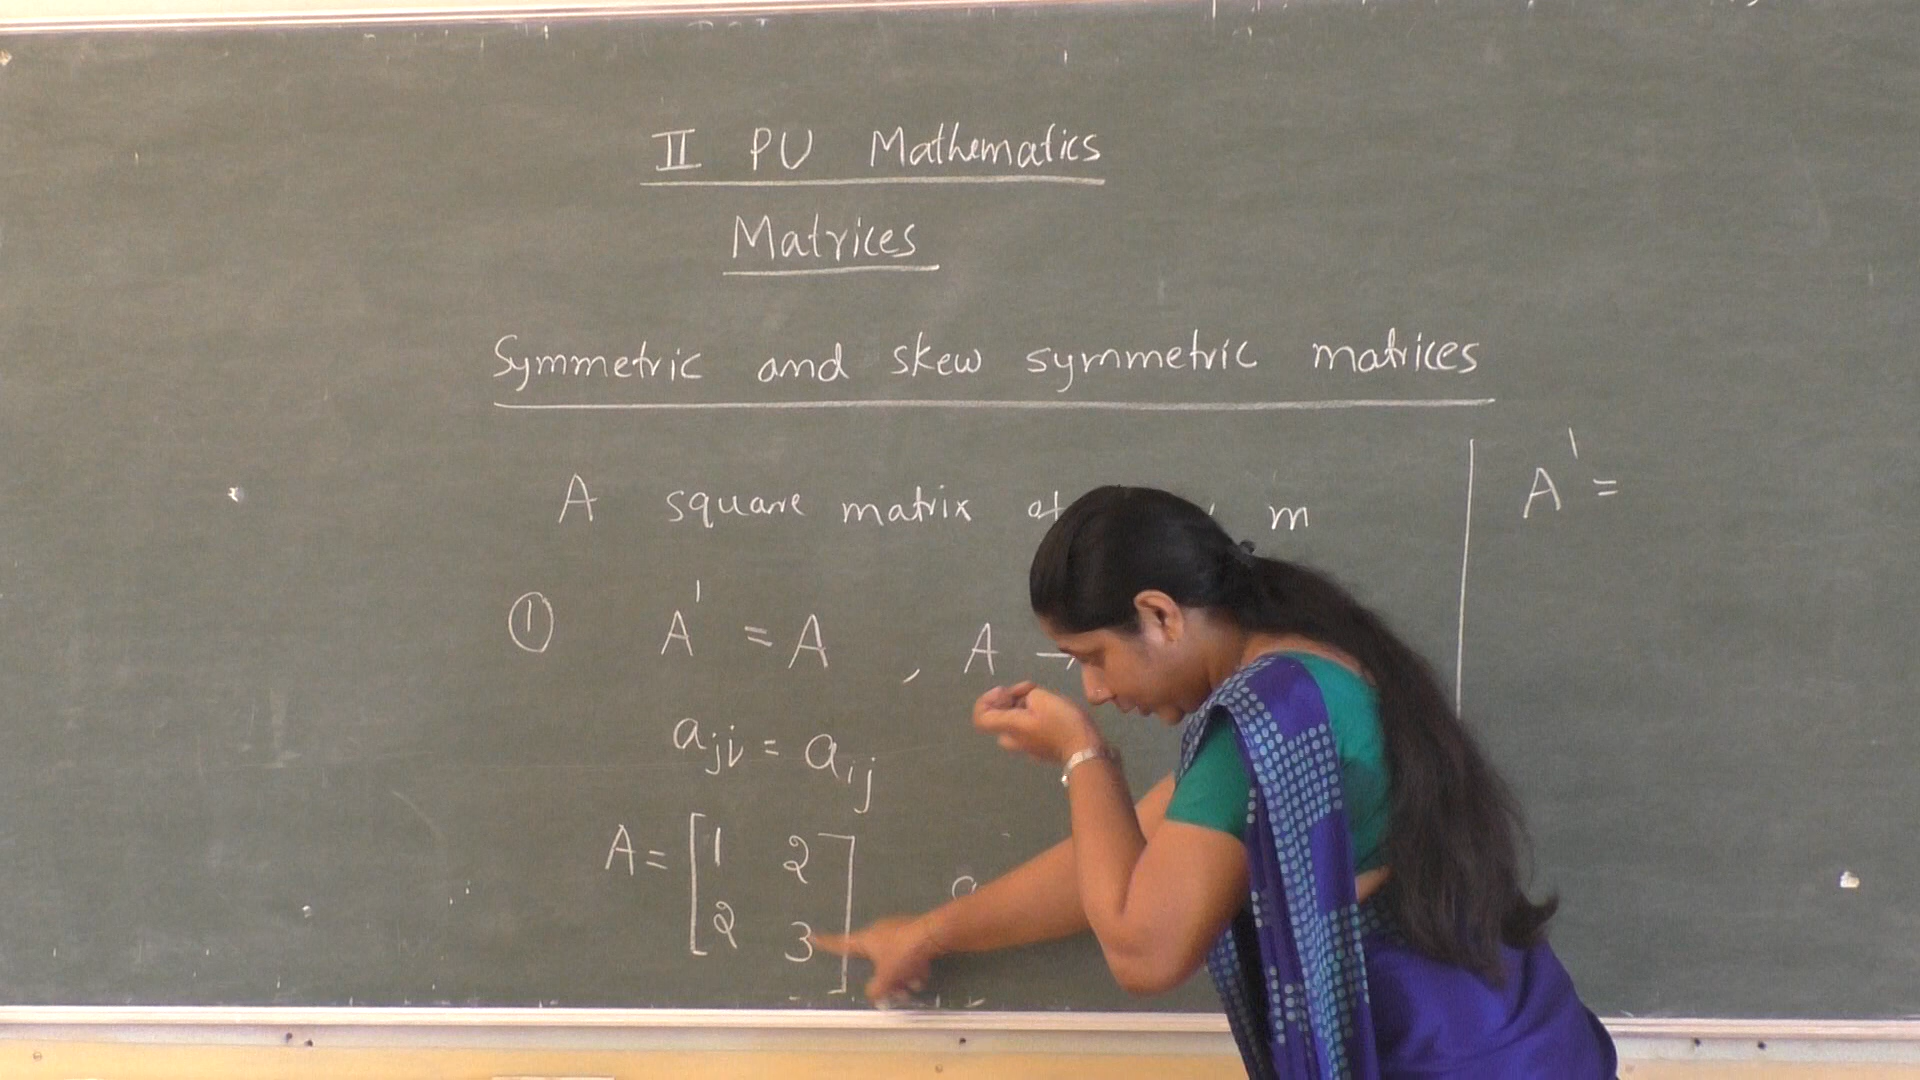 II PU Mathematics
Matrices
Symmetric and skew symmetric matrices
A square matrix of m
① A' = A , A →
aji = aij
A = [1 2
2 3]
a
A' =